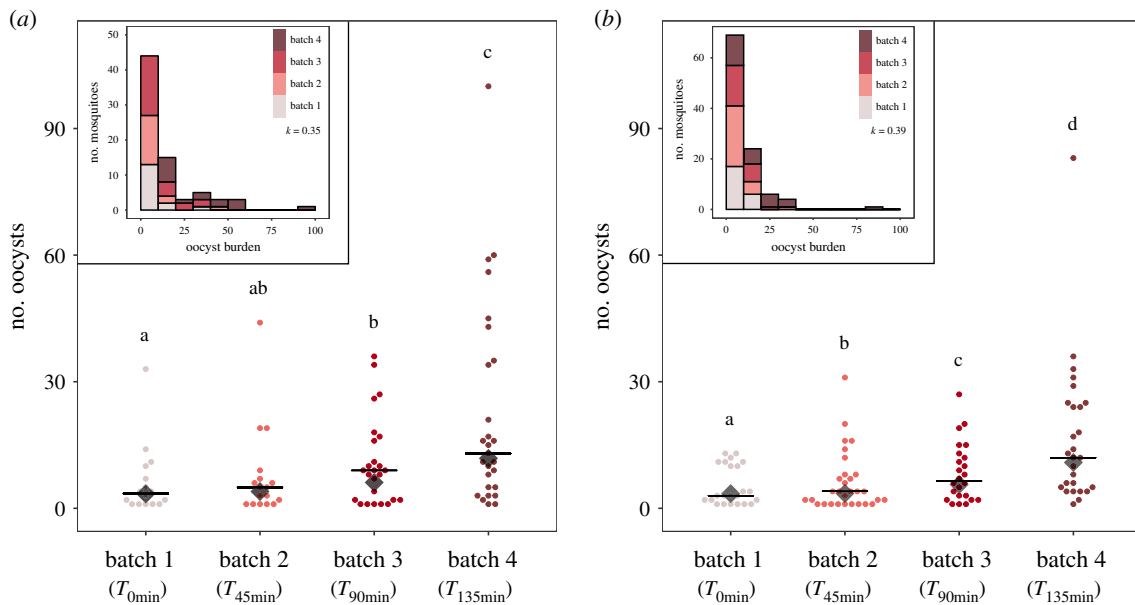 (a)
no. oocysts
90
60
30
0
no. mosquitoes
50
40
30
20
10
0
batch 4
batch 3
batch 2
batch 1
k = 0.35
0 25 50 75 100
oocyst burden
a
ab
b
c
batch 1 batch 2 batch 3 batch 4
(T0min) (T45min) (T90min) (T135min)
(b)
no. oocysts
90
60
30
0
no. mosquitoes
60
40
20
0
batch 4
batch 3
batch 2
batch 1
k = 0.39
0 25 50 75 100
oocyst burden
a
b
c
d
batch 1 batch 2 batch 3 batch 4
(T0min) (T45min) (T90min) (T135min)